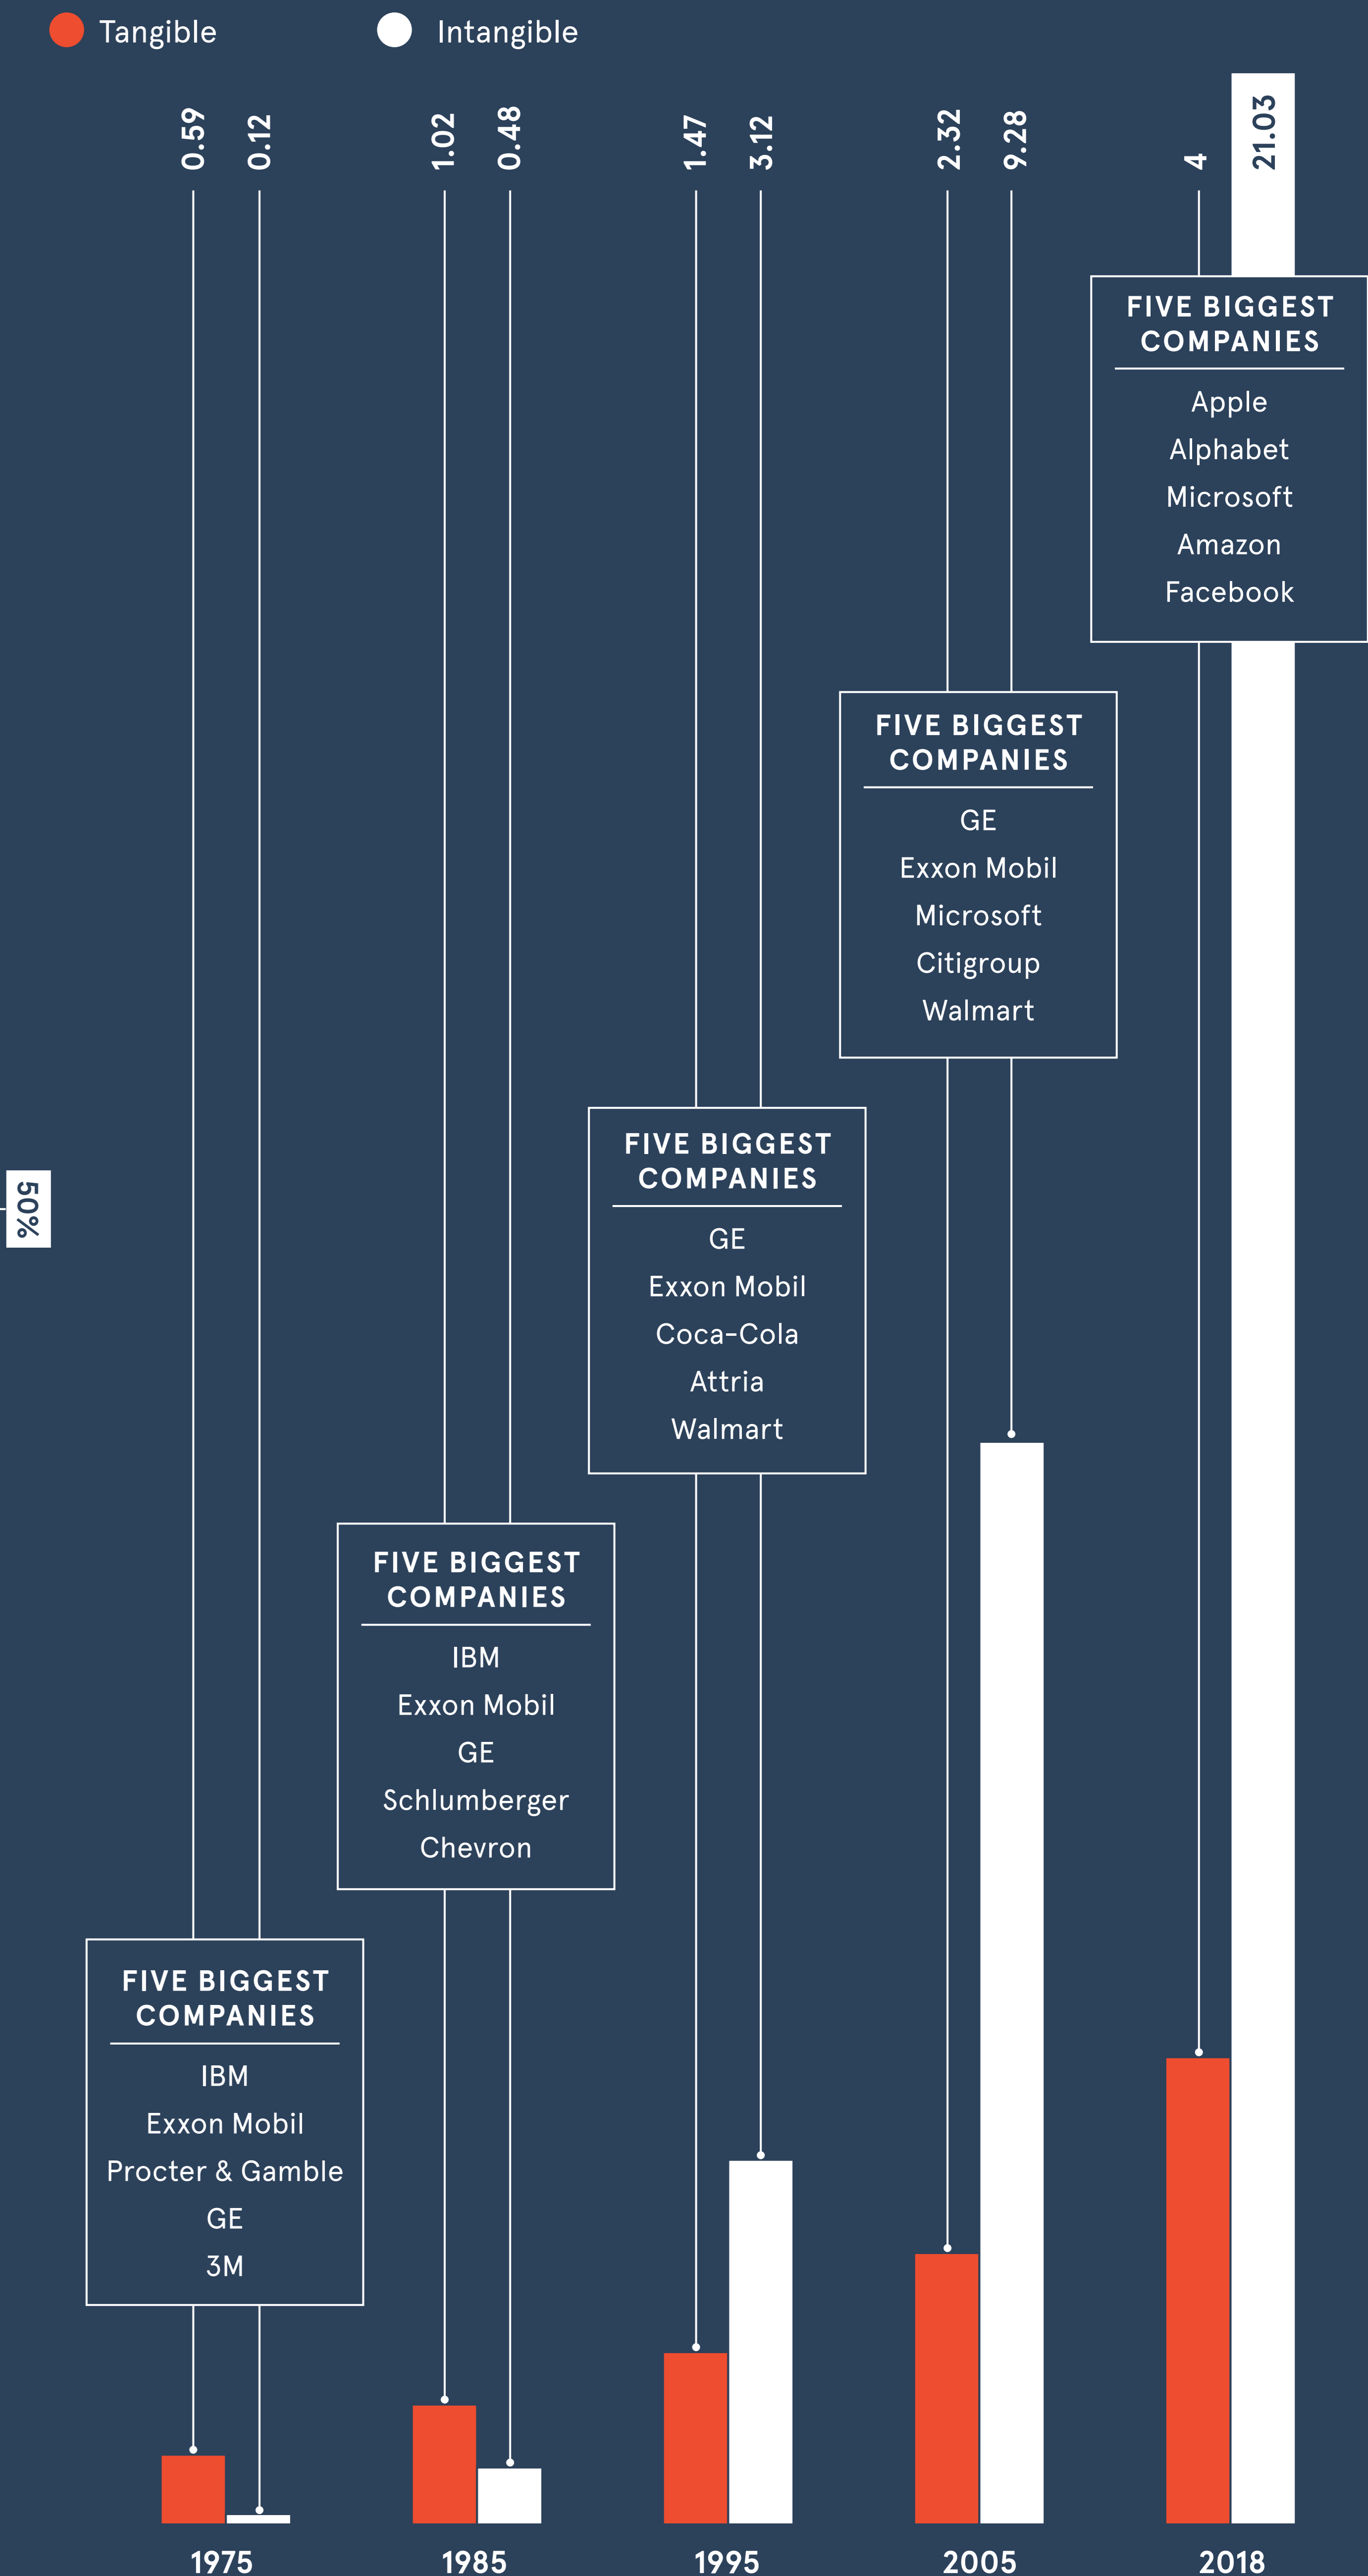 Tangible
Intangible
0.59
0.12
1.02
0.48
1.47
3.12
2.32
9.28
4
21.03
FIVE BIGGEST
COMPANIES
Apple
Alphabet
Microsoft
Amazon
Facebook
FIVE BIGGEST
COMPANIES
GE
Exxon Mobil
Microsoft
Citigroup
Walmart
50%
FIVE BIGGEST
COMPANIES
GE
Exxon Mobil
Coca-Cola
Attria
Walmart
FIVE BIGGEST
COMPANIES
IBM
Exxon Mobil
GE
Schlumberger
Chevron
FIVE BIGGEST
COMPANIES
IBM
Exxon Mobil
Procter & Gamble
GE
3M
1975
1985
1995
2005
2018